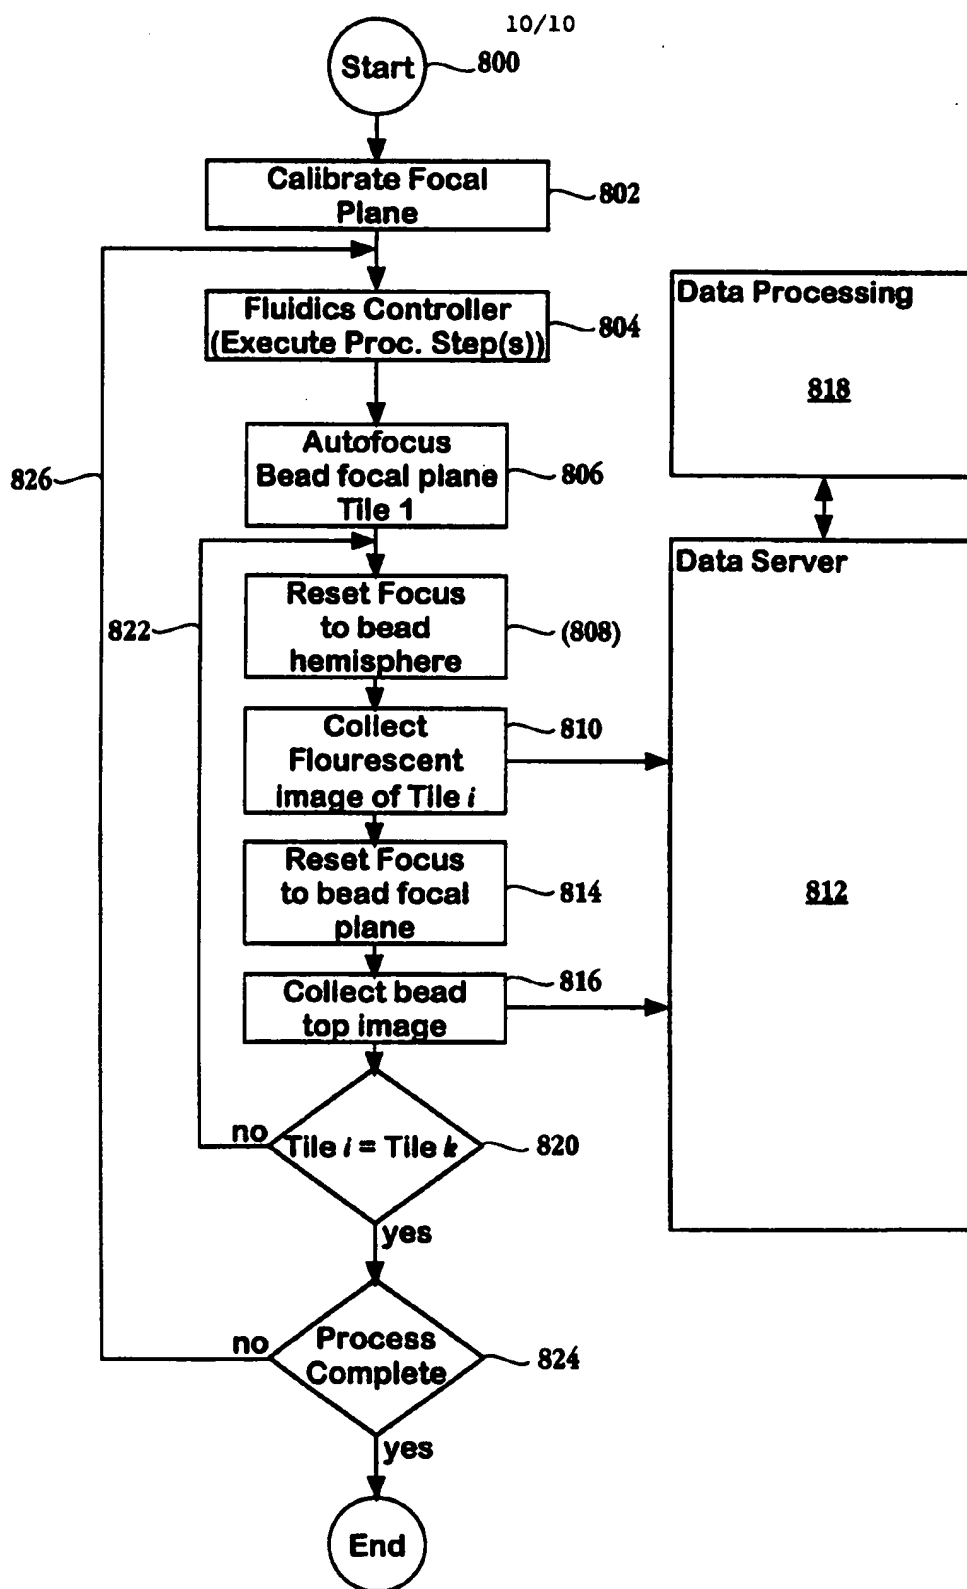 10/10
Start
800
Calibrate Focal
Plane
802
Fluidics Controller
(Execute Proc. Step(s))
804
Data Processing
818
Autofocus
Bead focal plane
Tile 1
806
826
Data Server
812
Reset Focus
to bead
hemisphere
(808)
822
Collect
Flourescent
image of Tile i
810
Reset Focus
to bead focal
plane
814
Collect bead
top image
816
no
Tile i = Tile k
820
yes
no
Process
Complete
824
yes
End